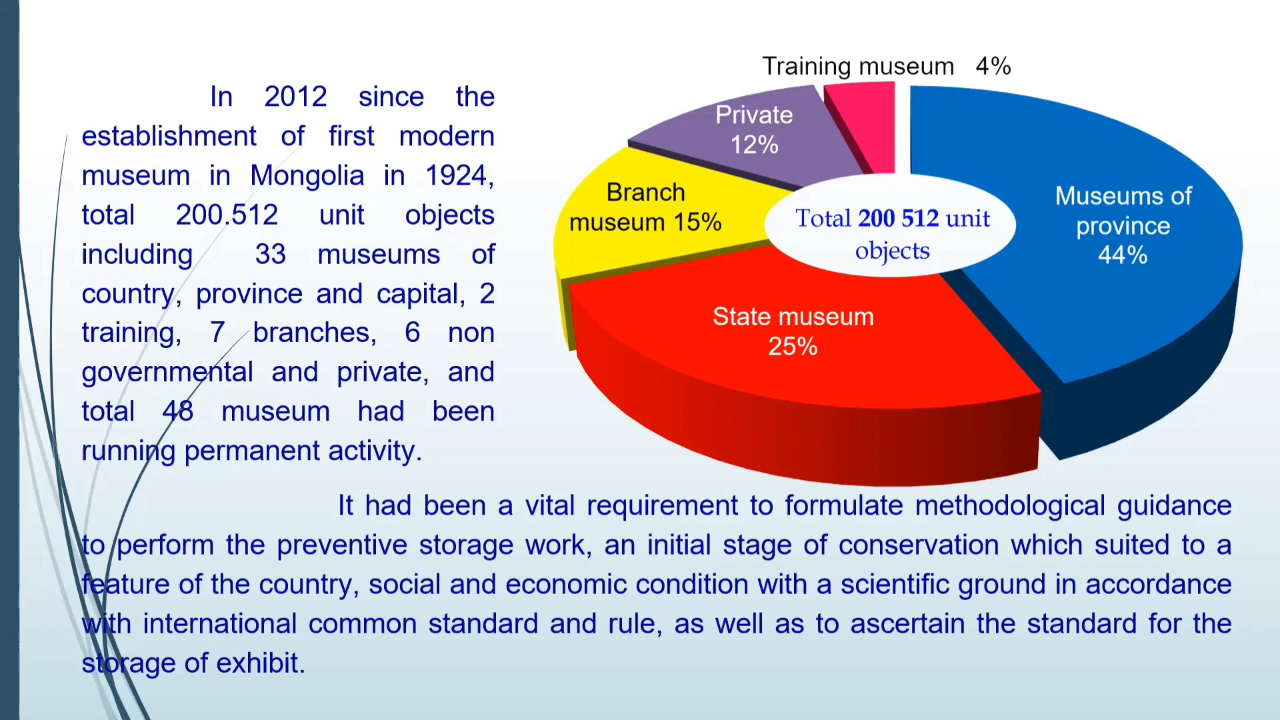 In 2012 since the
establishment of first modern
museum in Mongolia in 1924,
total 200.512 unit objects
including 33 museums of
country, province and capital, 2
training, 7 branches, 6 non
governmental and private, and
total 48 museum had been
running permanent activity.
Training museum 4%
Private
12%
Branch
museum 15%
Museums of
province
44%
Total 200 512 unit
objects
State museum
25%
It had been a vital requirement to formulate methodological guidance
to perform the preventive storage work, an initial stage of conservation which suited to a
feature of the country, social and economic condition with a scientific ground in accordance
with international common standard and rule, as well as to ascertain the standard for the
storage of exhibit.